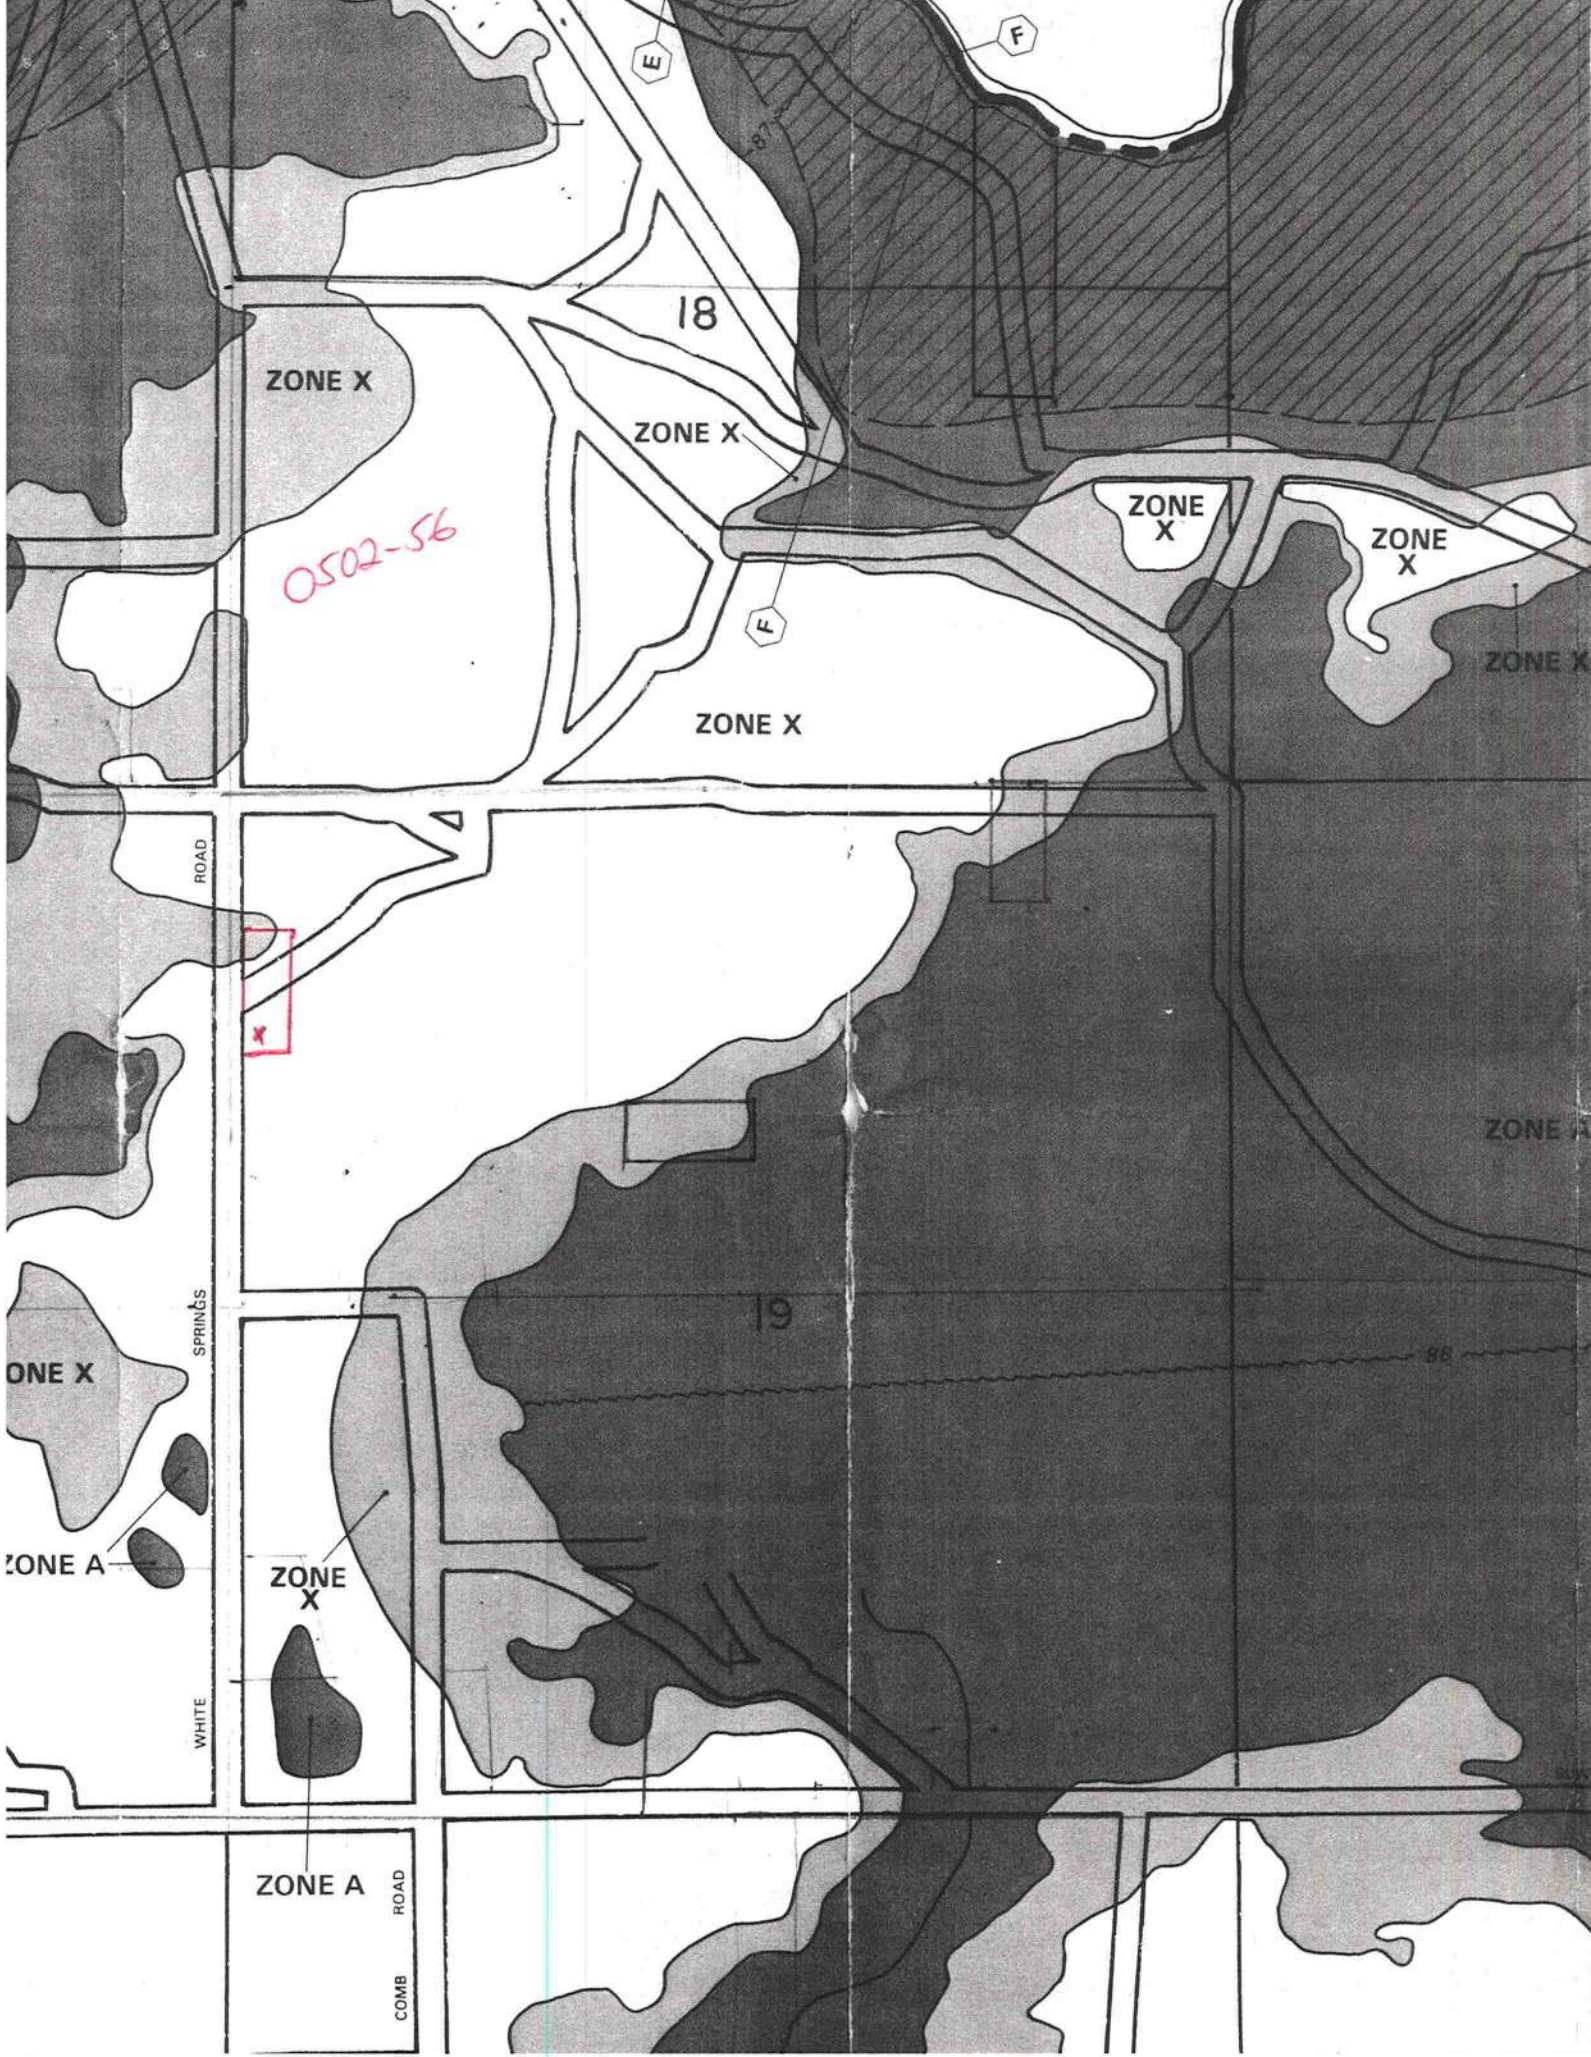 F
E
87
18
ZONE X
ZONE X
ZONE
X
ZONE
X
0502-56
F
ZONE X
ZONE X
ROAD
x
ZONE
19
SPRINGS
88
ONE X
ZONE A
ZONE
X
WHITE
ZONE A
ROAD
COMB